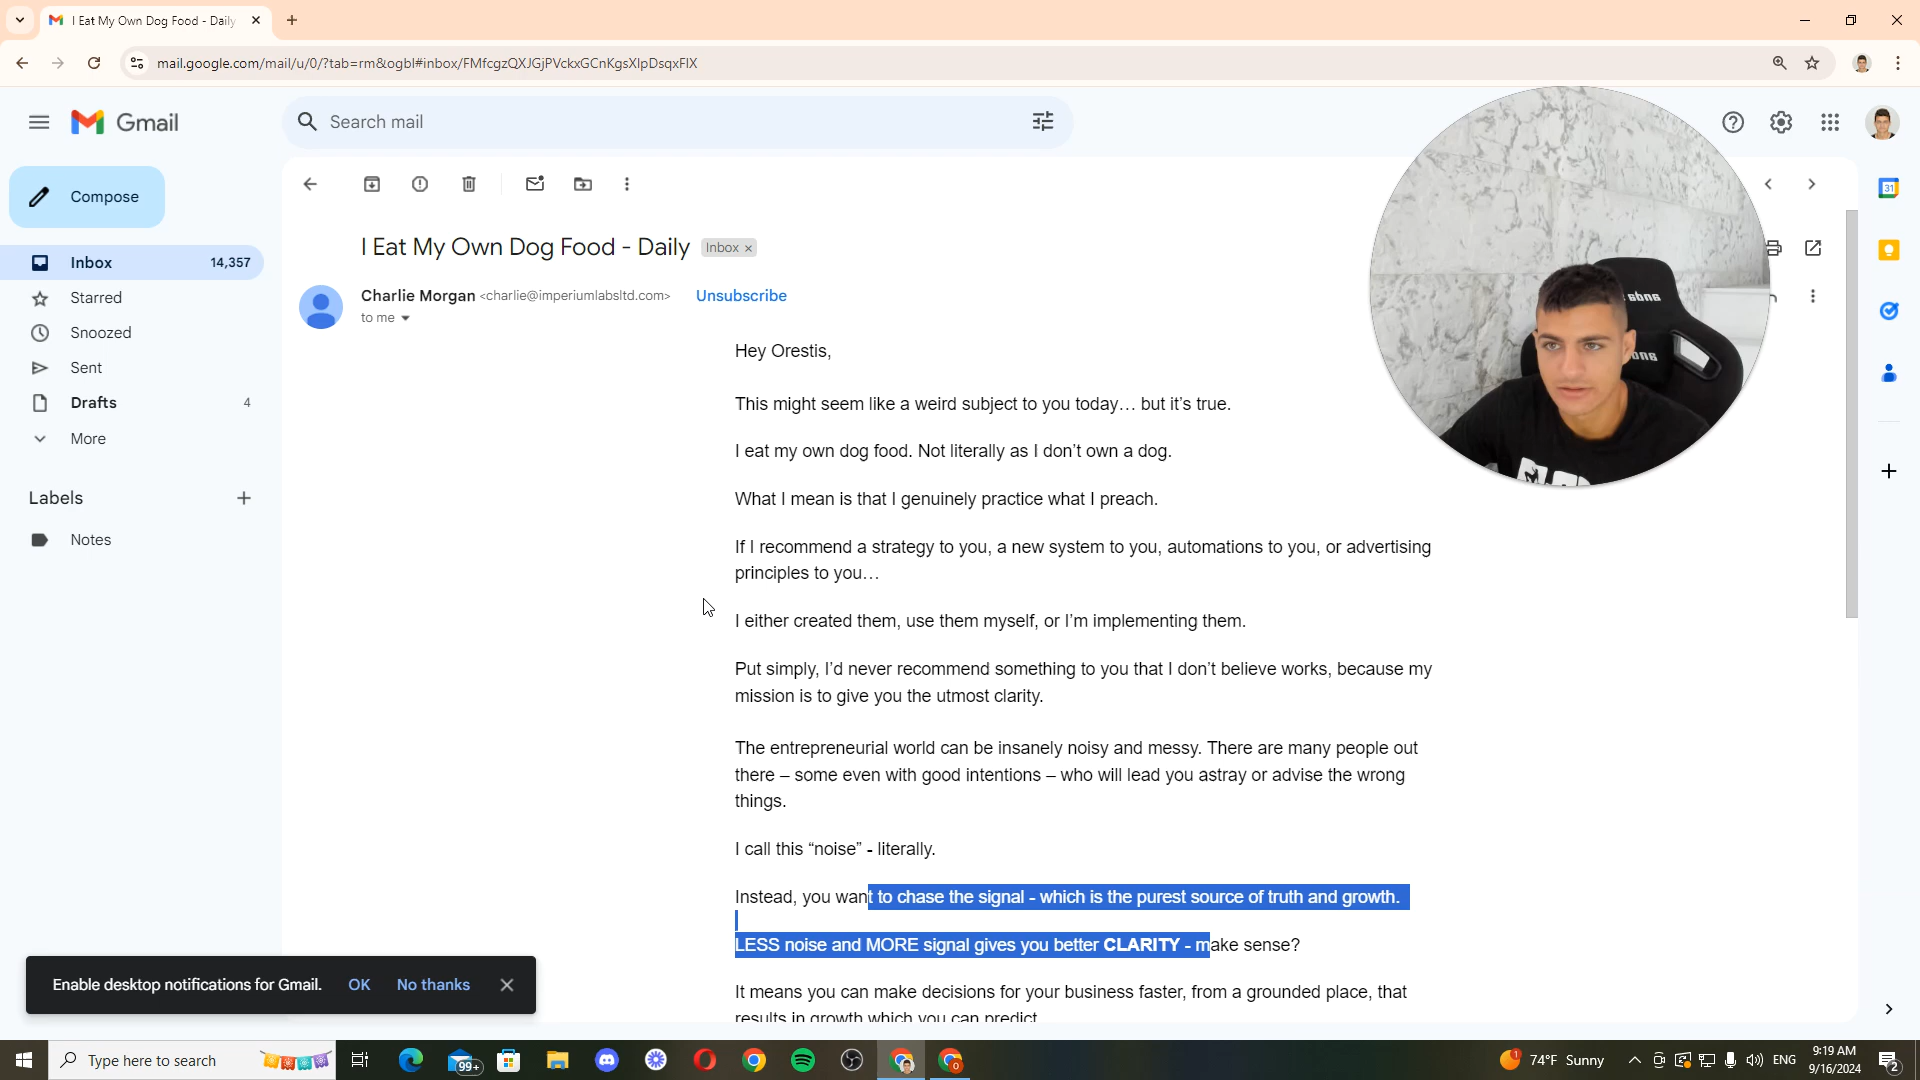 I Eat My Own Dog Food - Daily
mail.google.com/mail/u/0/?tab=rm&ogbl#inbox/FMfcgzQXJGjPVckxGCnKgsXlpDsqxFlX
Gmail
Search mail
Compose
Inbox 14,357
Starred
Snoozed
Sent
Drafts 4
More
Labels
Notes
I Eat My Own Dog Food - Daily Inbox ×
Charlie Morgan <charlie@imperiumlabsltd.com> Unsubscribe
to me
Hey Orestis,
This might seem like a weird subject to you today… but it’s true.
I eat my own dog food. Not literally as I don’t own a dog.
What I mean is that I genuinely practice what I preach.
If I recommend a strategy to you, a new system to you, automations to you, or advertising
principles to you…
I either created them, use them myself, or I’m implementing them.
Put simply, I’d never recommend something to you that I don’t believe works, because my
mission is to give you the utmost clarity.
The entrepreneurial world can be insanely noisy and messy. There are many people out
there – some even with good intentions – who will lead you astray or advise the wrong
things.
I call this “noise” - literally.
Instead, you want to chase the signal - which is the purest source of truth and growth.
LESS noise and MORE signal gives you better CLARITY - make sense?
It means you can make decisions for your business faster, from a grounded place, that
results in growth which you can predict
Enable desktop notifications for Gmail. OK No thanks
31
Type here to search
99+
74°F Sunny
ENG
9:19 AM
9/16/2024
2